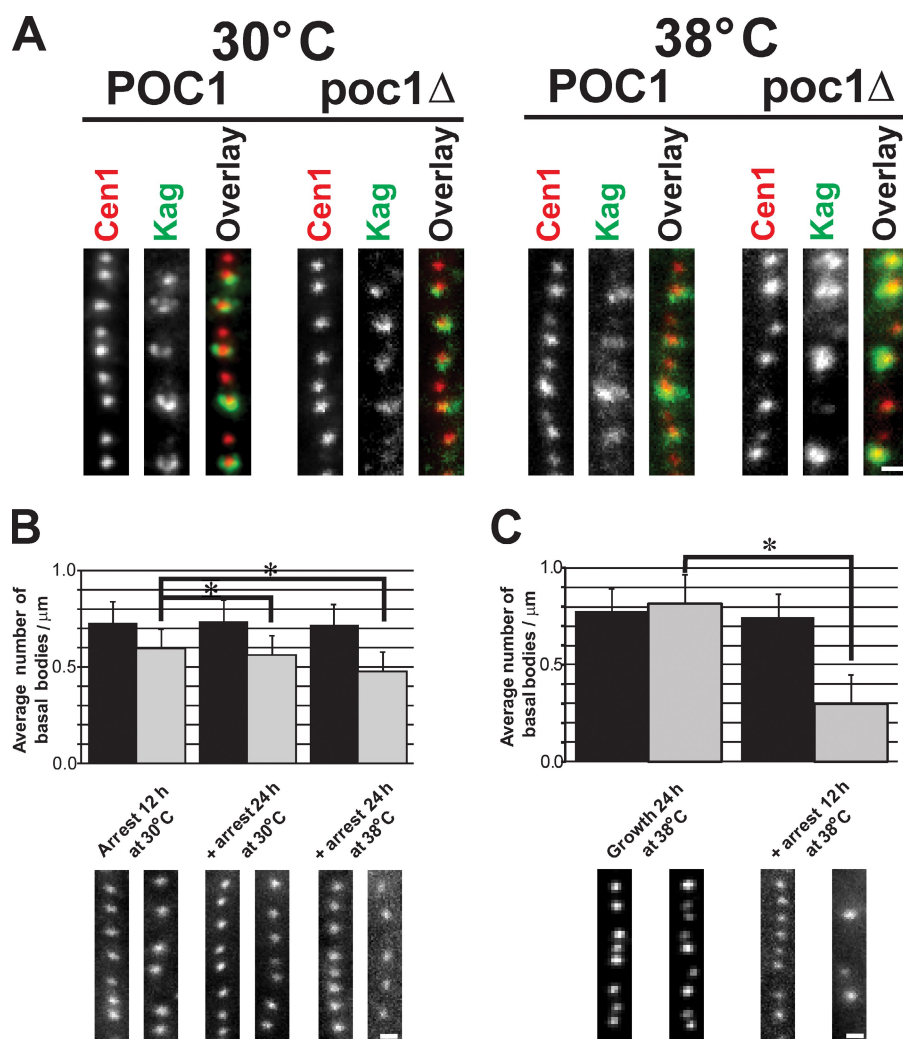 A
30°C 38°C
POC1 poc1Δ POC1 poc1Δ
Cen1 Kag Overlay Cen1 Kag Overlay Cen1 Kag Overlay Cen1 Kag Overlay
B
Average number of
basal bodies / μm
1.0
0.5
0.0
*
*
Arrest 12 h
at 30°C
+ arrest 24 h
at 30°C
+ arrest 24 h
at 38°C
C
Average number of
basal bodies / μm
1.0
0.5
0.0
*
Growth 24 h
at 38°C
+ arrest 12 h
at 38°C